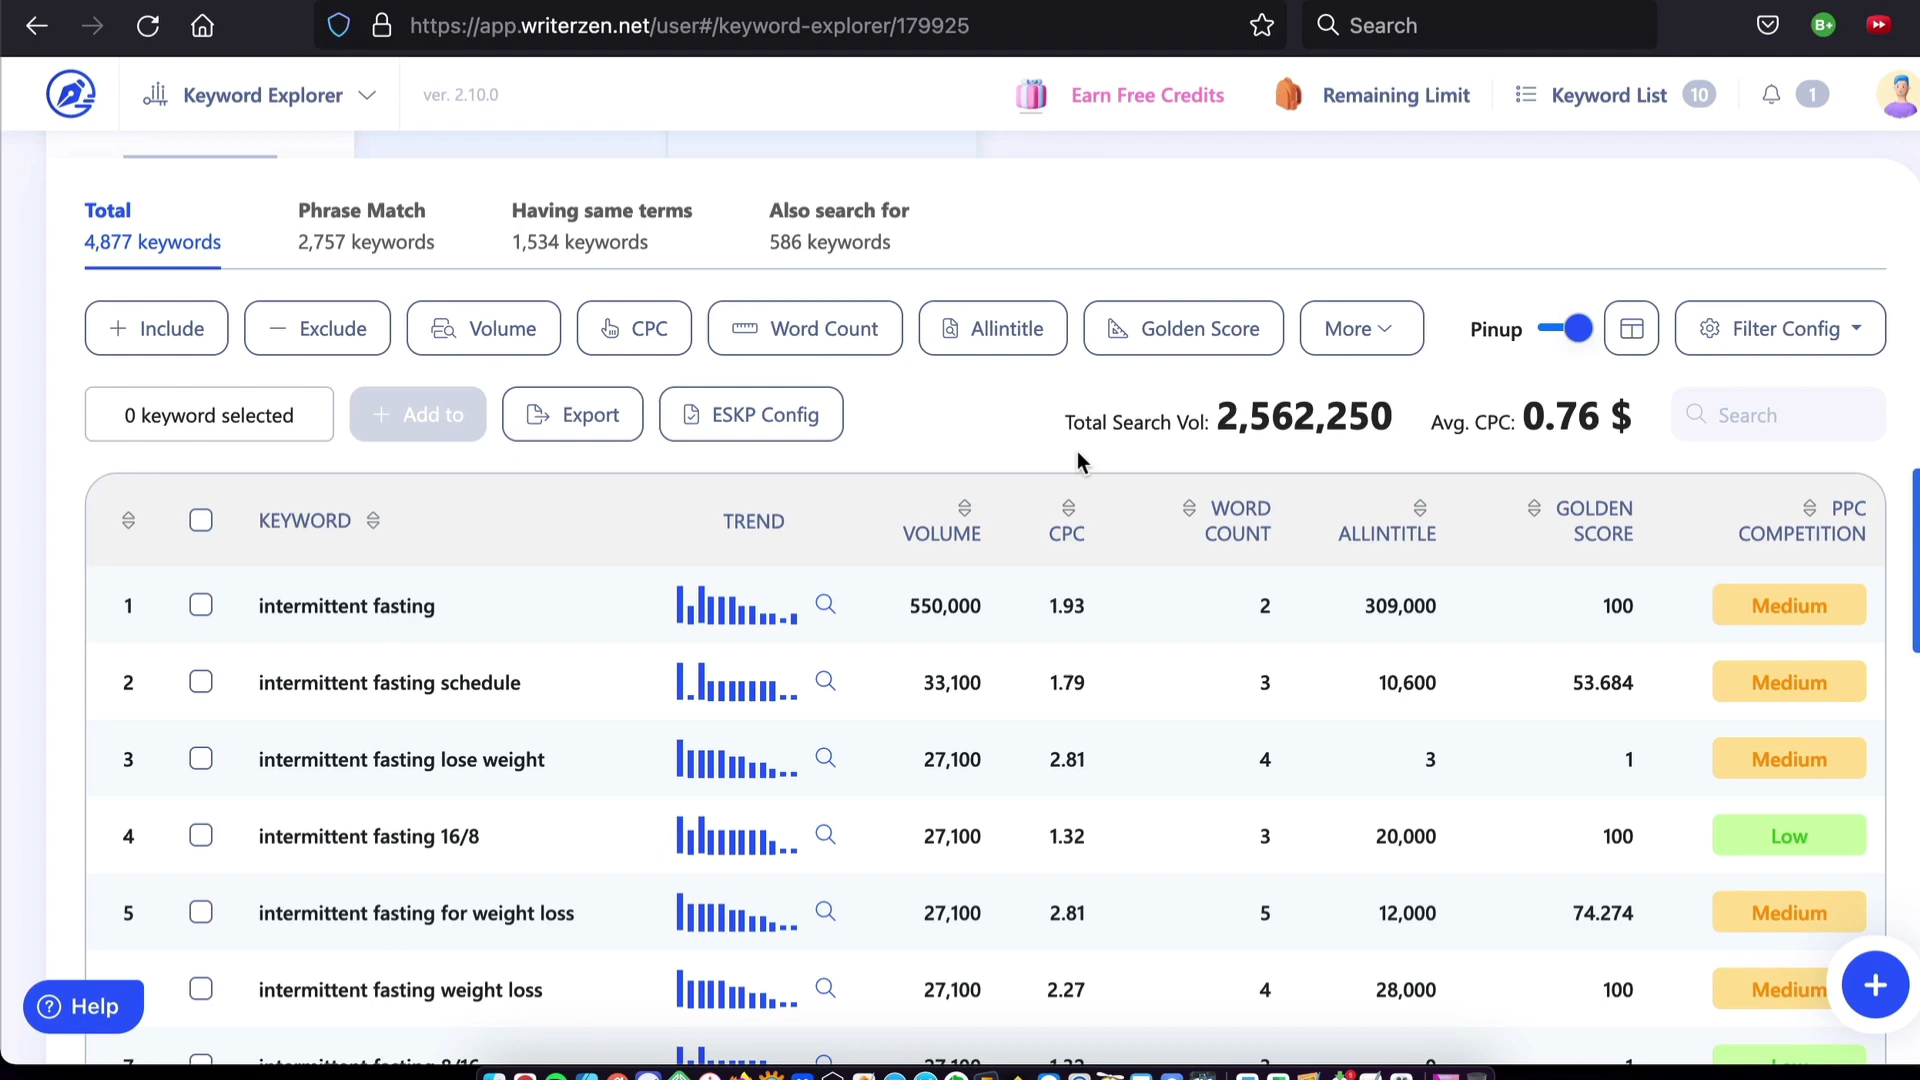 https://app.writerzen.net/user#/keyword-explorer/179925
Search
B+
Keyword Explorer
ver. 2.10.0
Earn Free Credits
Remaining Limit
Keyword List 10
1
Total
4,877 keywords
Phrase Match
2,757 keywords
Having same terms
1,534 keywords
Also search for
586 keywords
Include
Exclude
Volume
CPC
Word Count
Allintitle
Golden Score
More
Pinup
Filter Config
0 keyword selected
+ Add to
Export
ESKP Config
Total Search Vol: 2,562,250
Avg. CPC: 0.76 $
Search
KEYWORD
TREND
VOLUME
CPC
WORD COUNT
ALLINTITLE
GOLDEN SCORE
PPC COMPETITION
1 intermittent fasting 550,000 1.93 2 309,000 100 Medium
2 intermittent fasting schedule 33,100 1.79 3 10,600 53.684 Medium
3 intermittent fasting lose weight 27,100 2.81 4 3 1 Medium
4 intermittent fasting 16/8 27,100 1.32 3 20,000 100 Low
5 intermittent fasting for weight loss 27,100 2.81 5 12,000 74.274 Medium
intermittent fasting weight loss 27,100 2.27 4 28,000 100 Medium
Help